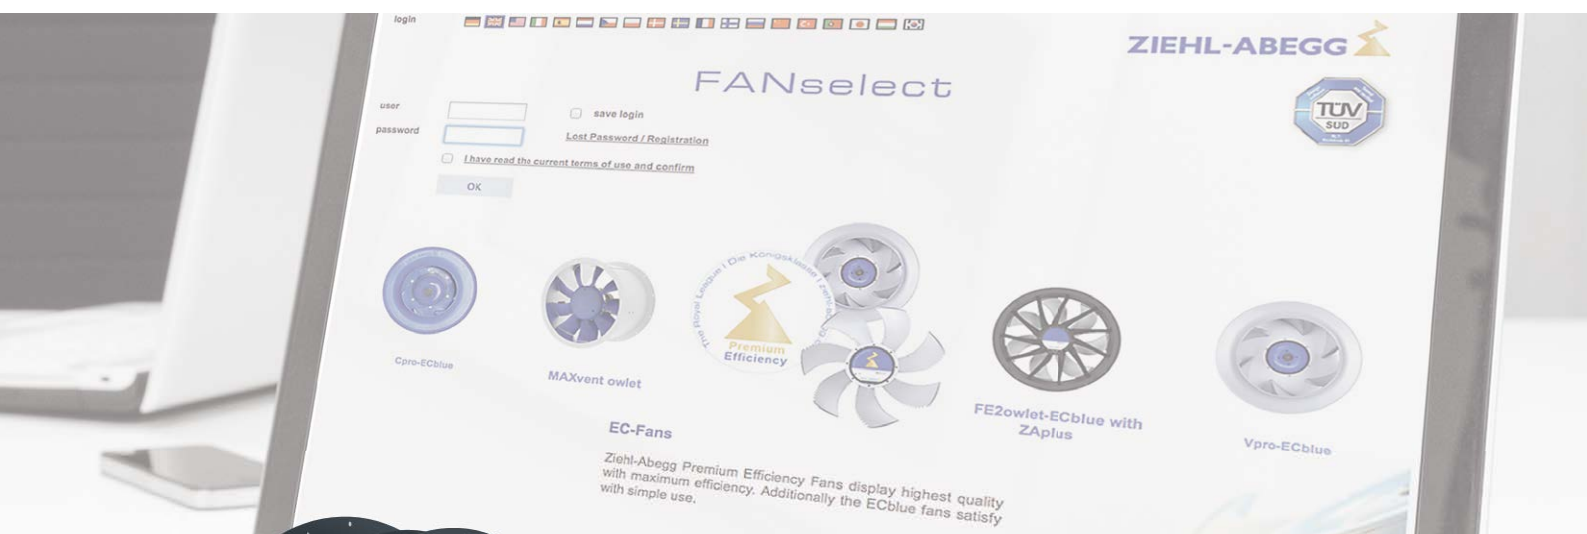 login
ZIEHL-ABEGG
FANselect
user
save login
TÜV
SUD
password
Lost Password / Registration
I have read the current terms of use and confirm
OK
The Royal League | Die Königsklasse | ziehl-ab
Premium
Efficiency
Cpro-ECblue
MAXvent owlet
FE2owlet-ECblue with
ZAplus
Vpro-ECblue
EC-Fans
Ziehl-Abegg Premium Efficiency Fans display highest quality
with maximum efficiency. Additionally the ECblue fans satisfy
with simple use.